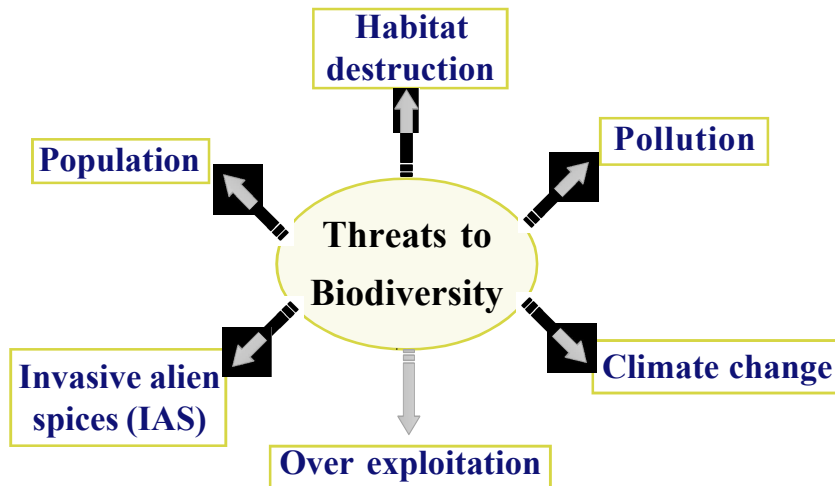 Habitat
destruction
Population
Pollution
Threats to
Biodiversity
Invasive alien
spices (IAS)
Climate change
Over exploitation